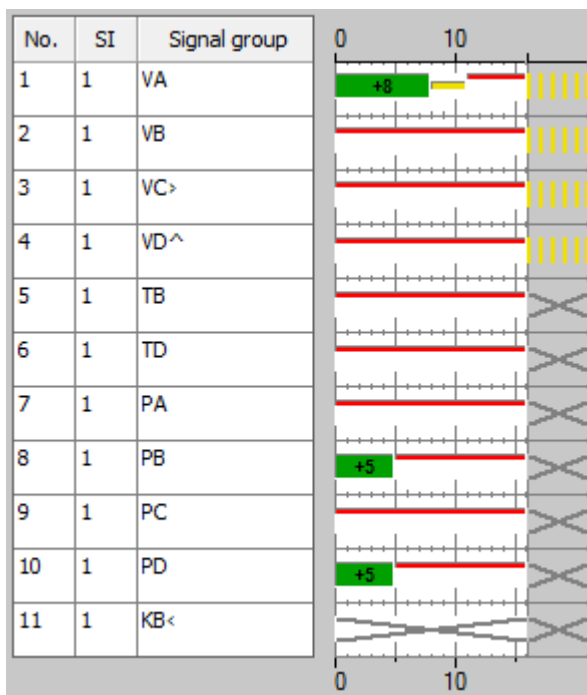 No. SI Signal group 0 10
1 1 VA +8
2 1 VB
3 1 VC>
4 1 VD^
5 1 TB
6 1 TD
7 1 PA
8 1 PB +5
9 1 PC
10 1 PD +5
11 1 KB<
0 10